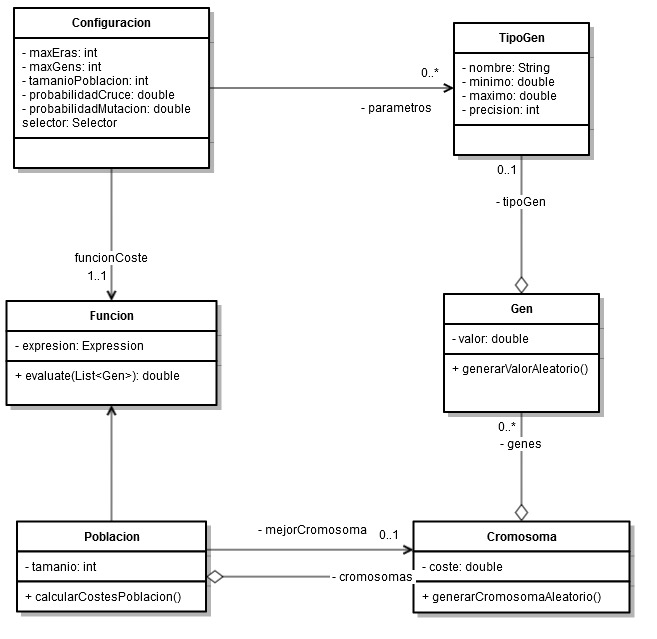 Configuracion
- maxEras: int
- maxGens: int
- tamanioPoblacion: int
- probabilidadCruce: double
- probabilidadMutacion: double
selector: Selector
TipoGen
- nombre: String
- minimo: double
- maximo: double
- precision: int
0..*
- parametros
0..1
- tipoGen
funcionCoste
1..1
Funcion
- expresion: Expression
+ evaluate(List<Gen>): double
Gen
- valor: double
+ generarValorAleatorio()
0..*
- genes
Poblacion
- tamanio: int
+ calcularCostesPoblacion()
- mejorCromosoma
0..1
- cromosomas
Cromosoma
- coste: double
+ generarCromosomaAleatorio()